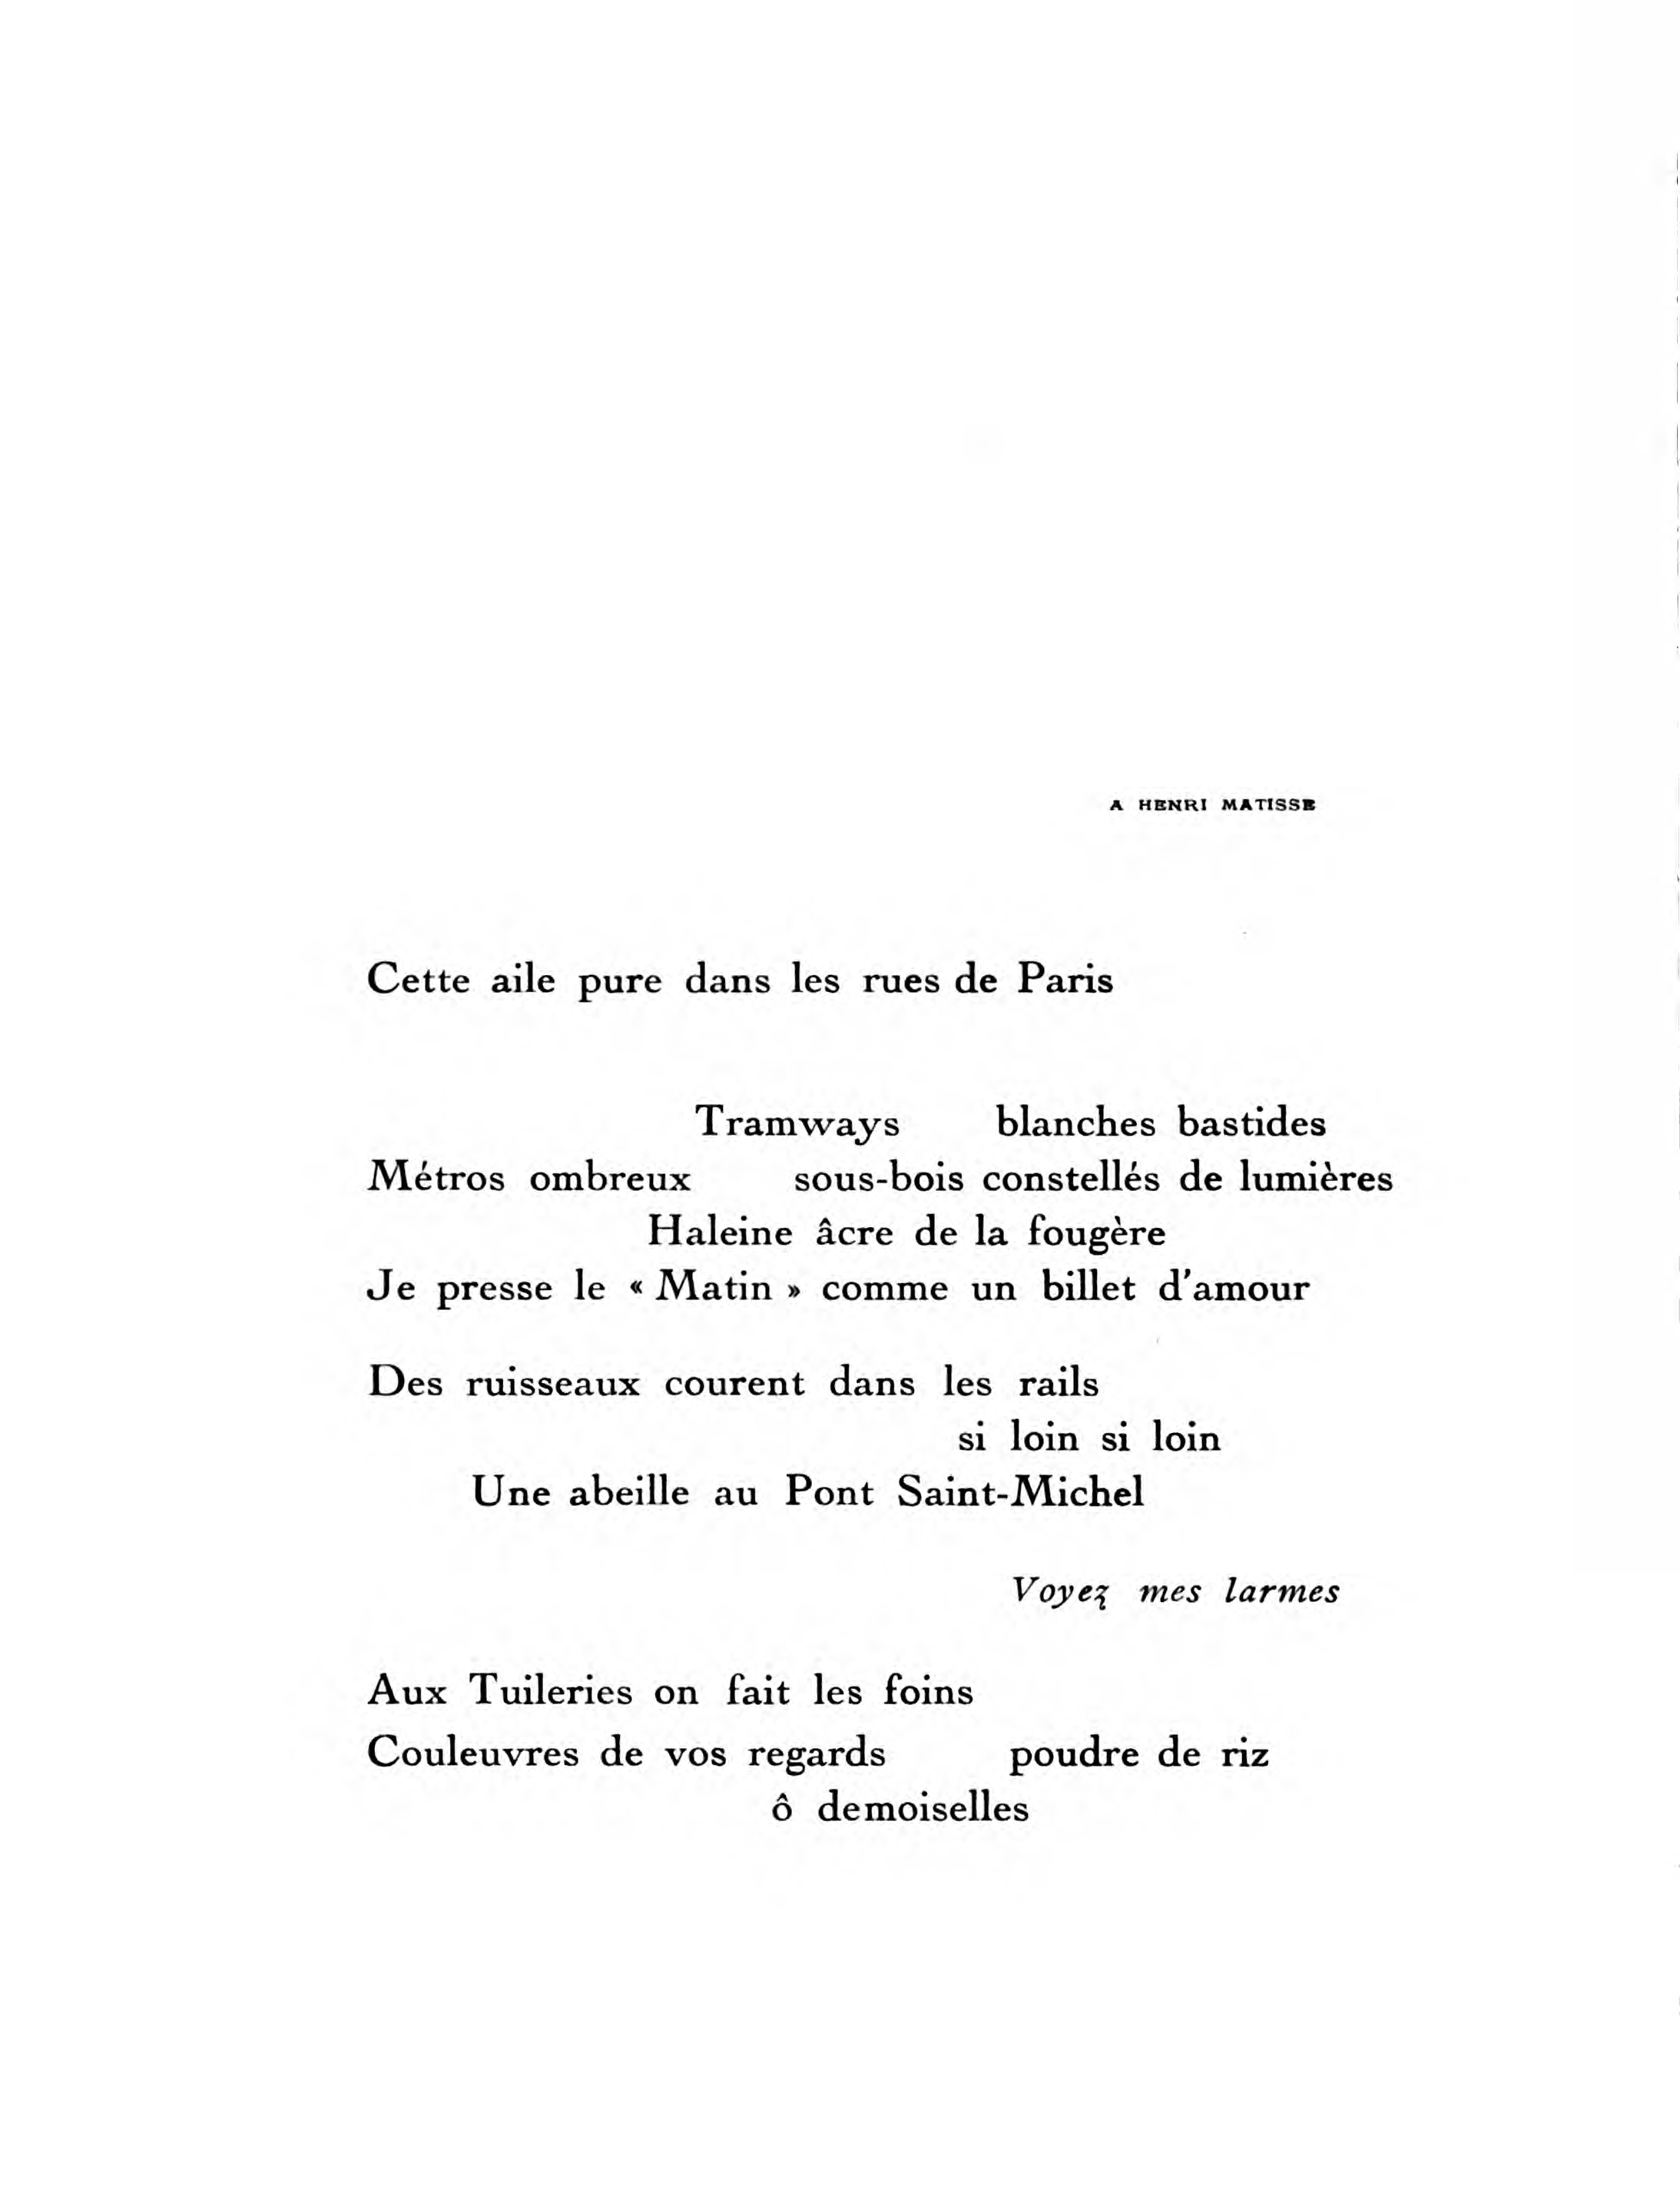 A HENRI MATISSE
Cette aile pure dans les rues de Paris
Tramways blanches bastides
Métros ombreux sous-bois constellés de lumières
Haleine âcre de la fougère
Je presse le « Matin » comme un billet d'amour
Des ruisseaux courent dans les rails
si loin si loin
Une abeille au Pont Saint-Michel
Voyez mes larmes
Aux Tuileries on fait les foins
Couleuvres de vos regards poudre de riz
ô demoiselles